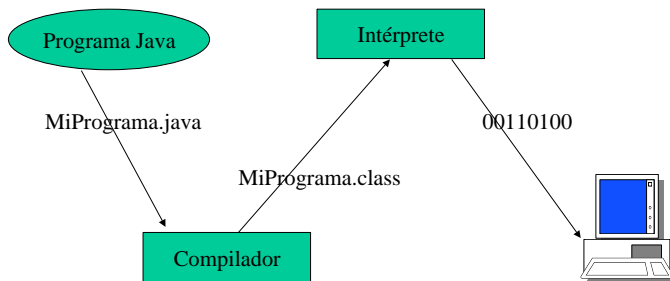 Programa Java
Intérprete
MiPrograma.java
00110100
MiPrograma.class
Compilador